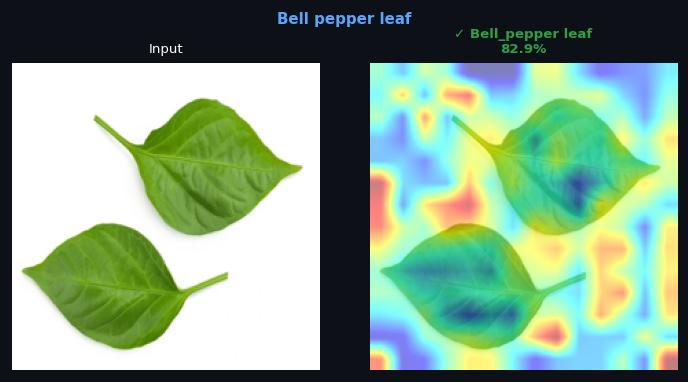 Bell pepper leaf
Input
✓ Bell_pepper leaf
82.9%